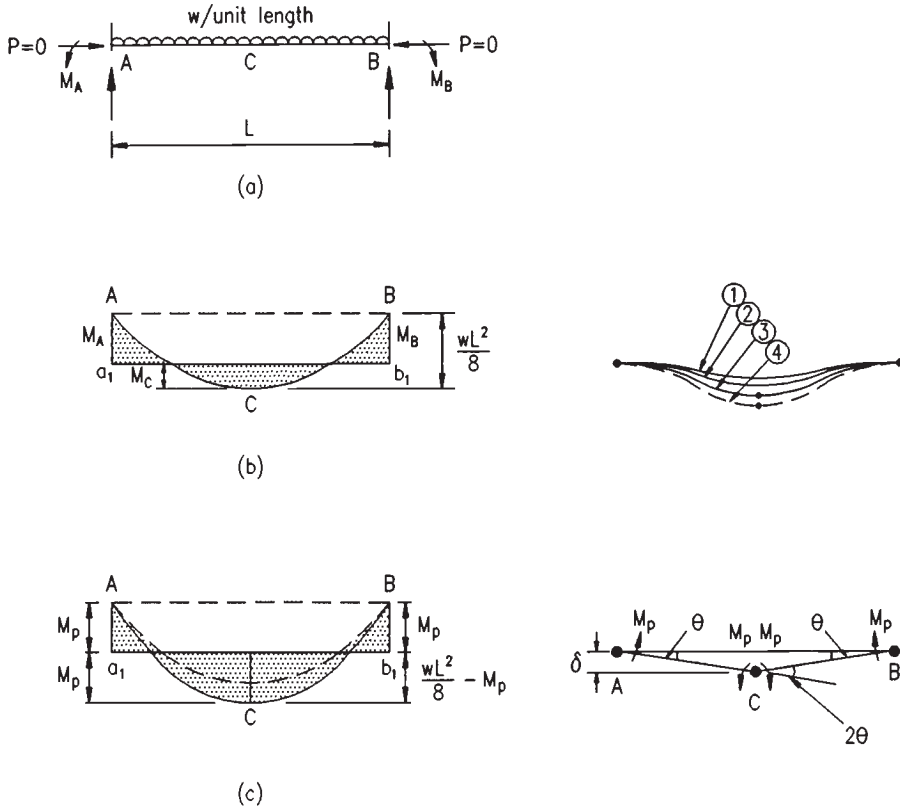 w/unit length
P=0
P=0
A
C
B
M_A
M_B
L
(a)
A
B
M_A
M_B
wL²/8
a₁
M_C
b₁
C
1
2
3
4
(b)
A
B
M_p
M_p
M_p
a₁
b₁
wL²/8 - M_p
C
M_p
θ
M_p
M_p
θ
M_p
δ
A
C
B
2θ
(c)